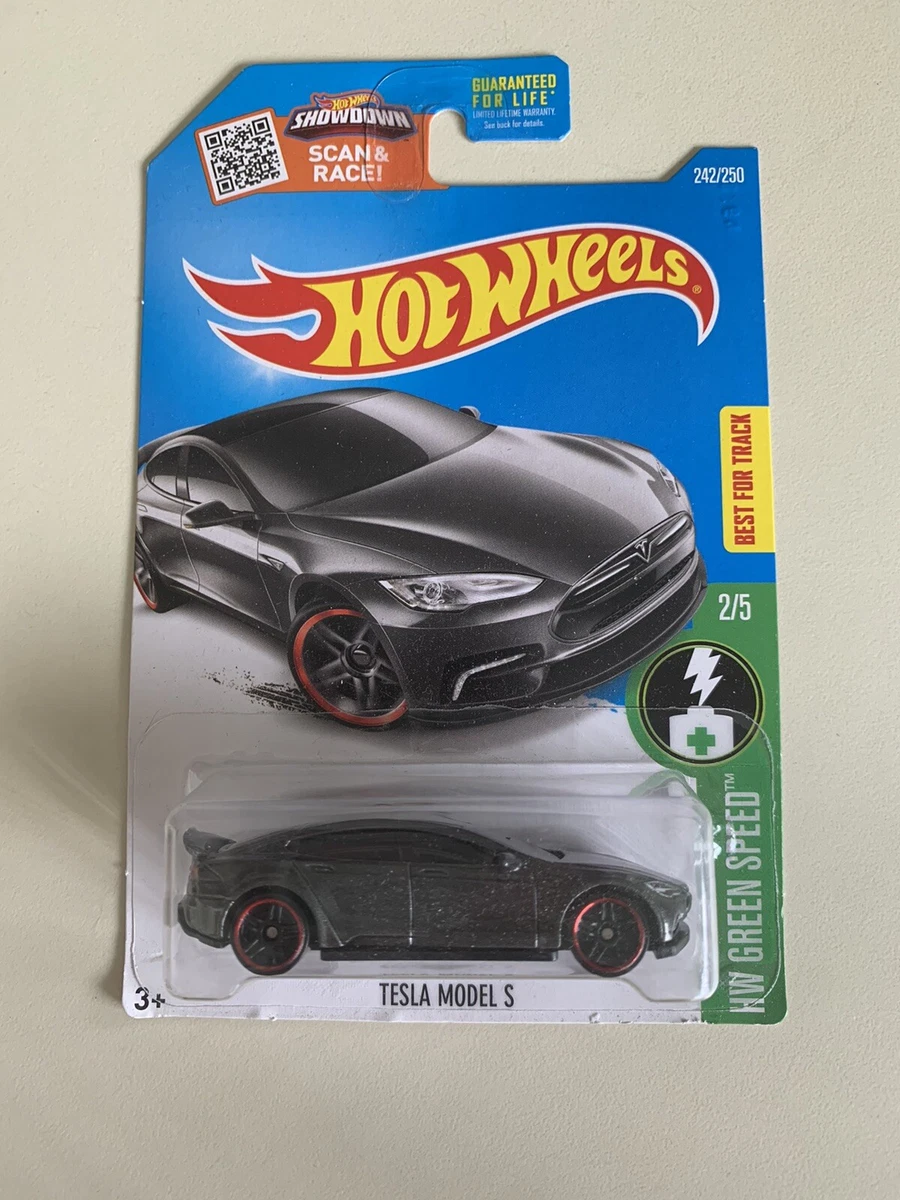 GUARANTEED
FOR LIFE*
LIMITED LIFETIME WARRANTY.
See back for details.
HOT WHEELS
SHOWDOWN
SCAN &
RACE!
242/250
HOT WHEELS®
BEST FOR TRACK
2/5
HW GREEN SPEED™
3+
TESLA MODEL S